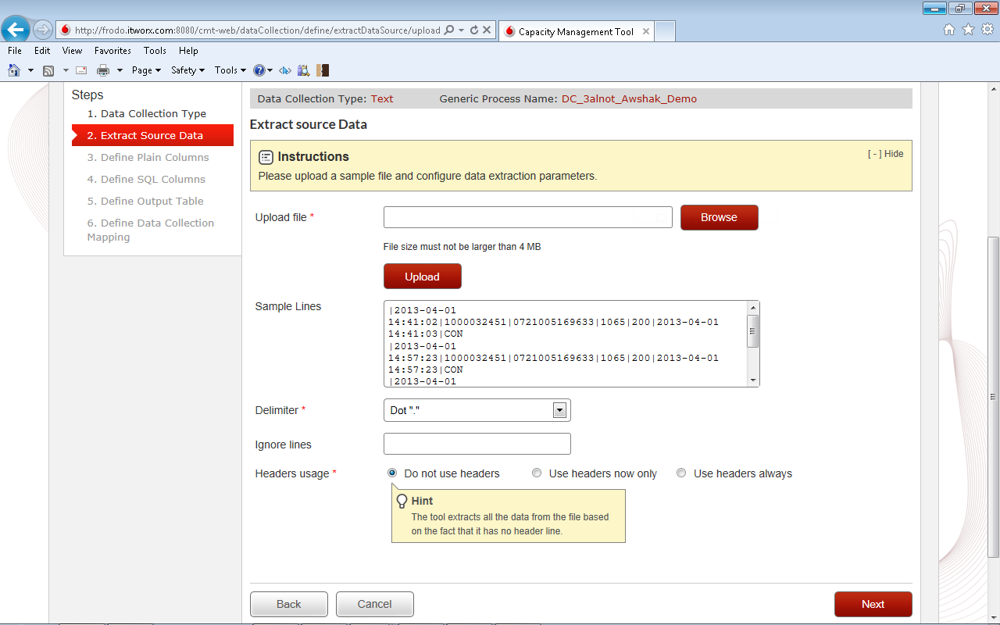 http://frodo.itworx.com:8080/cmt-web/dataCollection/define/extractDataSource/upload
Capacity Management Tool
File Edit View Favorites Tools Help
Page Safety Tools
Steps
1. Data Collection Type
2. Extract Source Data
3. Define Plain Columns
4. Define SQL Columns
5. Define Output Table
6. Define Data Collection
Mapping
Data Collection Type: Text Generic Process Name: DC_3alnot_Awshak_Demo
Extract source Data
Instructions
[ - ] Hide
Please upload a sample file and configure data extraction parameters.
Upload file *
Browse
File size must not be larger than 4 MB
Upload
Sample Lines
|2013-04-01
14:41:02|1000032451|0721005169633|1065|200|2013-04-01
14:41:03|CON
|2013-04-01
14:57:23|1000032451|0721005169633|1065|200|2013-04-01
14:57:23|CON
|2013-04-01
Delimiter *
Dot "."
Ignore lines
Headers usage *
Do not use headers
Use headers now only
Use headers always
Hint
The tool extracts all the data from the file based
on the fact that it has no header line.
Back
Cancel
Next